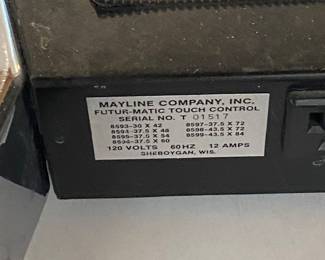 MAYLINE COMPANY, INC.
FUTUR-MATIC TOUCH CONTROL
SERIAL NO. T 01517
8593-30 X 42 8597-37.5 X 72
8594-37.5 X 48 8598-43.5 X 72
8595-37.5 X 54 8599-43.5 X 84
8596-37.5 X 60
120 VOLTS 60HZ 12 AMPS
SHEBOYGAN, WIS.